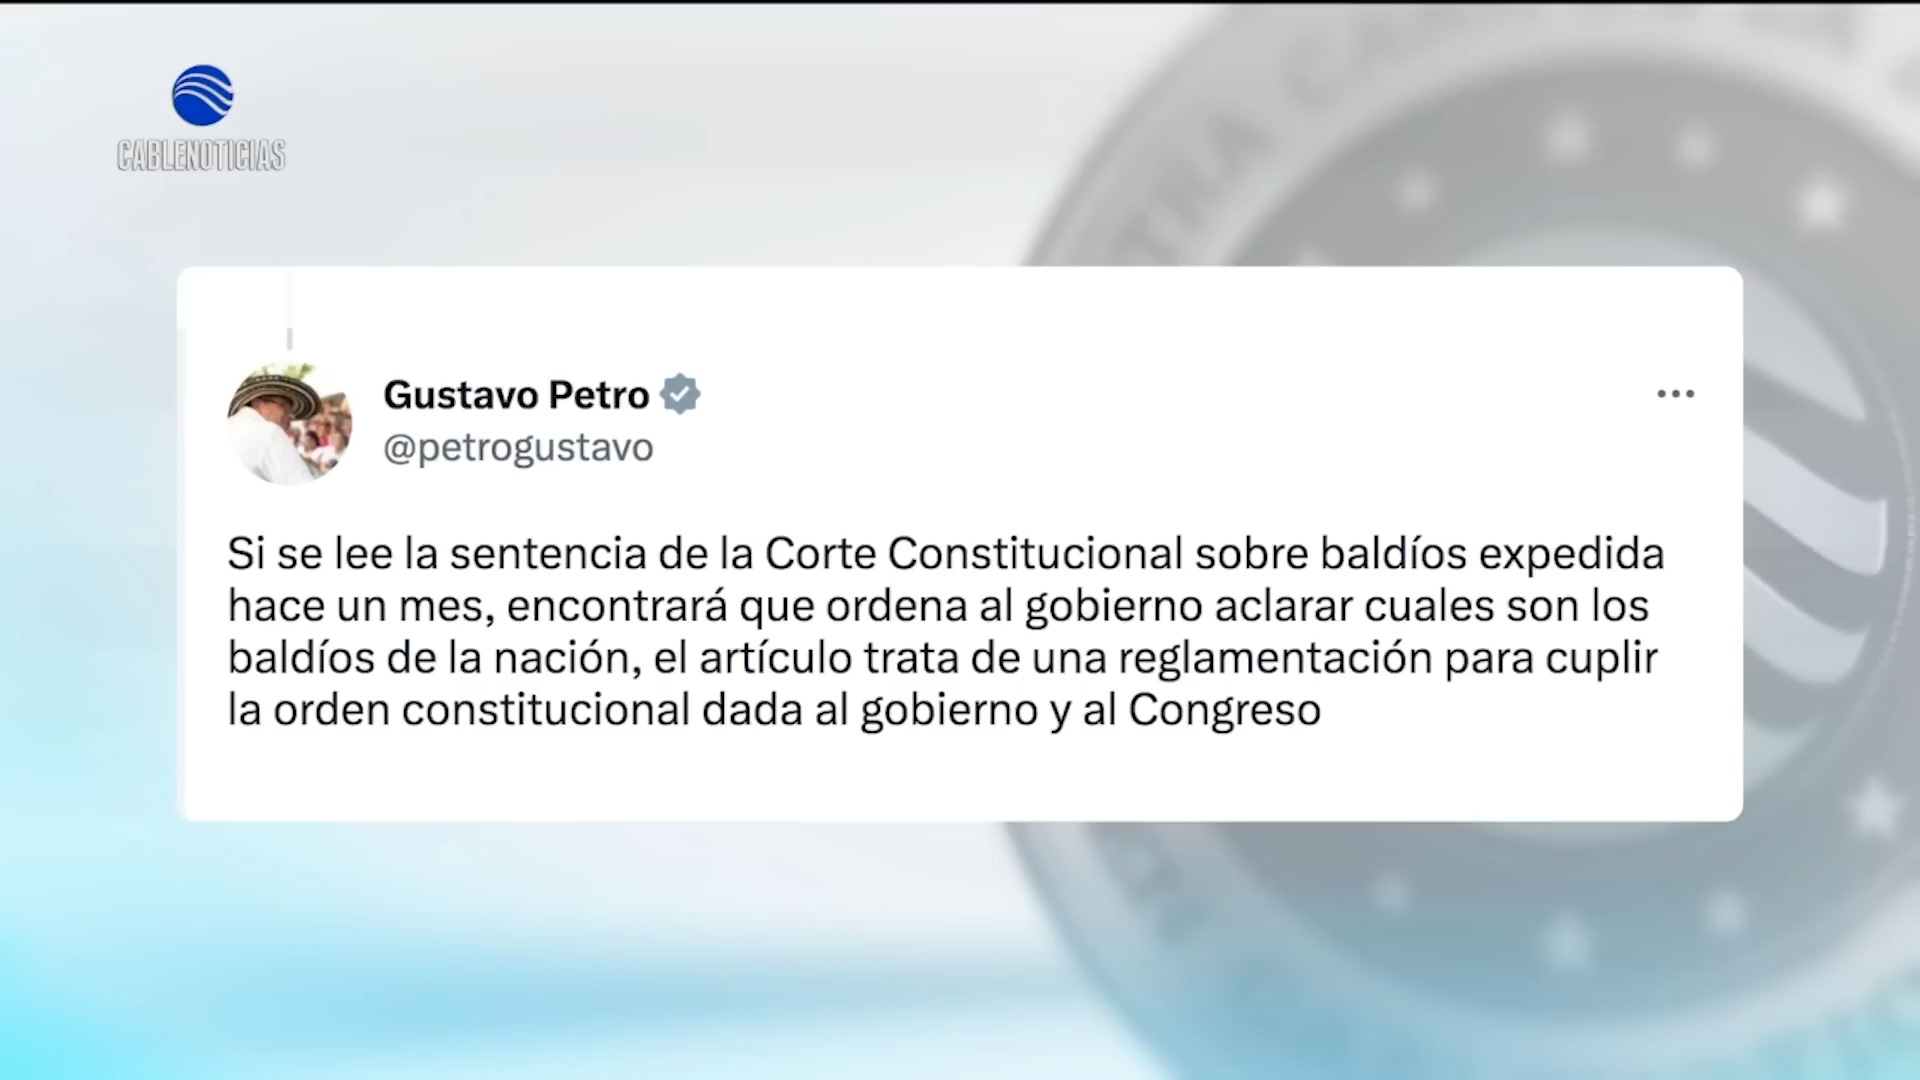 CABLENOTICIAS
Gustavo Petro
@petrogustavo
Si se lee la sentencia de la Corte Constitucional sobre baldíos expedida
hace un mes, encontrará que ordena al gobierno aclarar cuales son los
baldíos de la nación, el artículo trata de una reglamentación para cuplir
la orden constitucional dada al gobierno y al Congreso